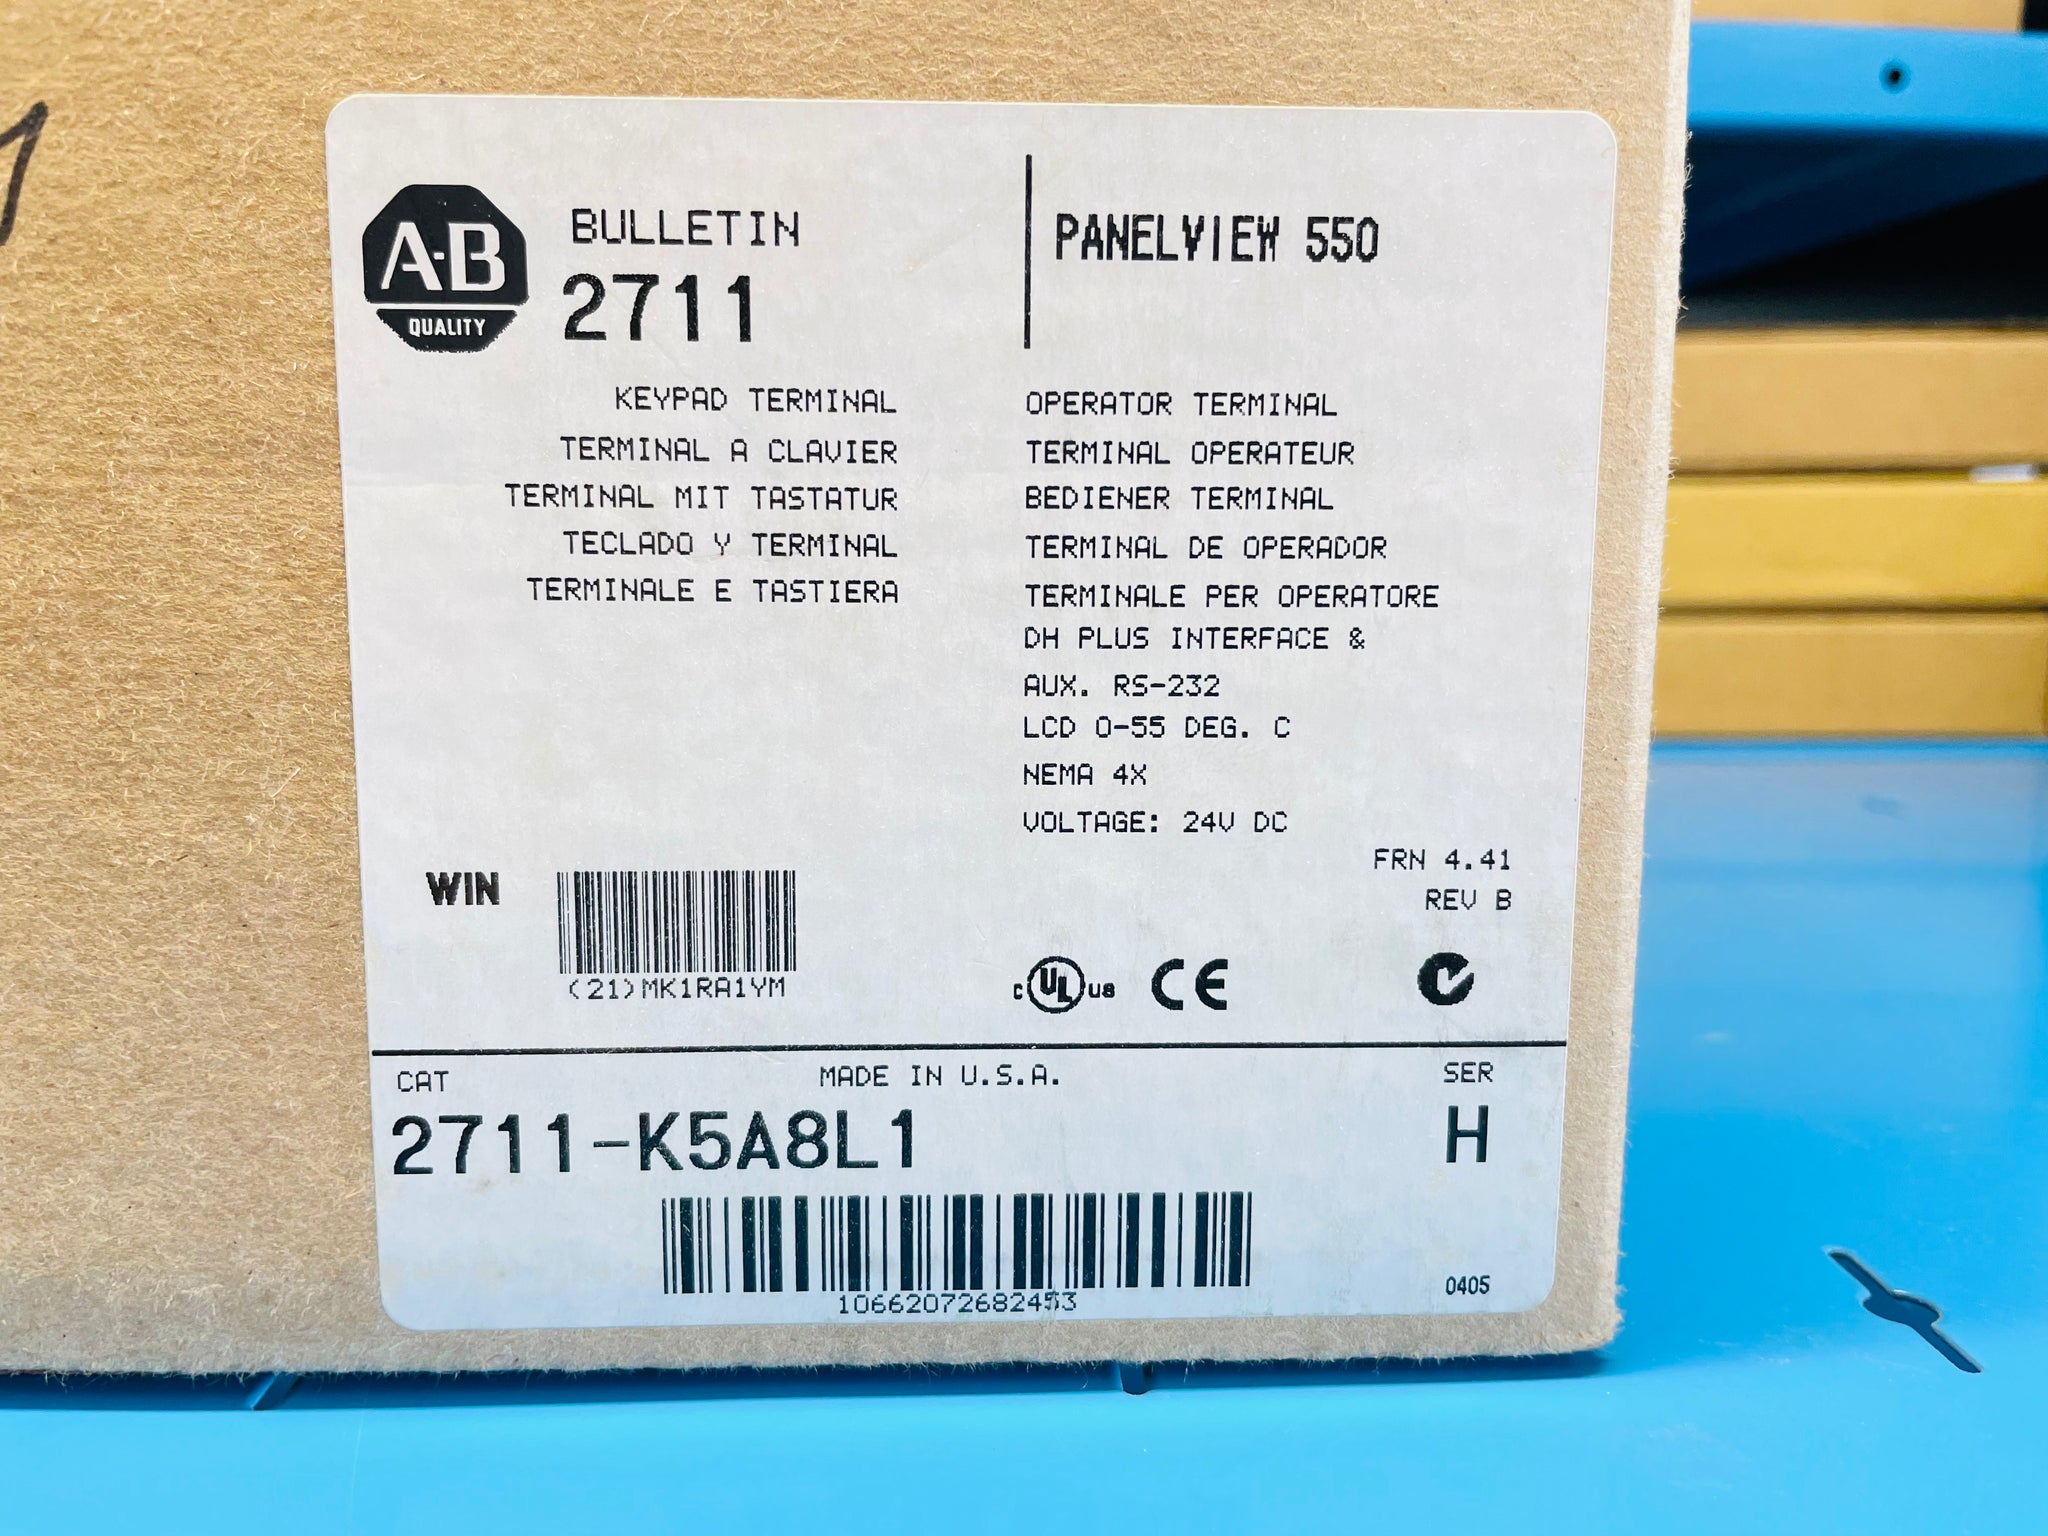 A-B
QUALITY
BULLETIN
2711
PANELVIEW 550
KEYPAD TERMINAL
TERMINAL A CLAVIER
TERMINAL MIT TASTATUR
TECLADO Y TERMINAL
TERMINALE E TASTIERA
OPERATOR TERMINAL
TERMINAL OPERATEUR
BEDIENER TERMINAL
TERMINAL DE OPERADOR
TERMINALE PER OPERATORE
DH PLUS INTERFACE &
AUX. RS-232
LCD 0-55 DEG. C
NEMA 4X
VOLTAGE: 24V DC
FRN 4.41
REV B
WIN
(21)MK1RA1YM
c UL us CE
CAT
MADE IN U.S.A.
SER
2711-K5A8L1
H
10662072682453
0405